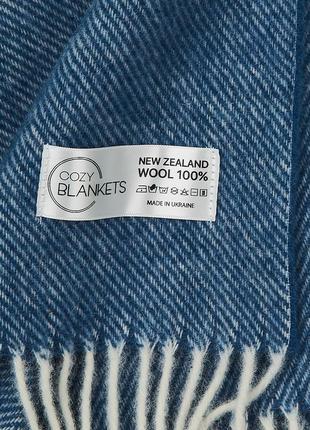 COZY
BLANKETS
NEW ZEALAND
WOOL 100%
MADE IN UKRAINE